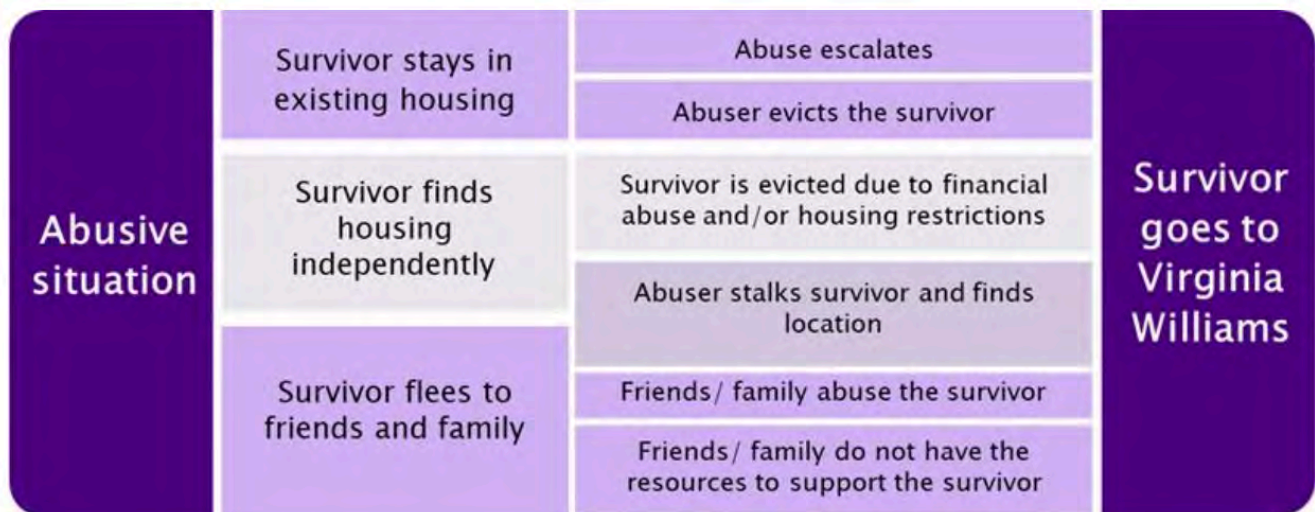 Abusive
situation
Survivor stays in
existing housing
Survivor finds
housing
independently
Survivor flees to
friends and family
Abuse escalates
Abuser evicts the survivor
Survivor is evicted due to financial
abuse and/or housing restrictions
Abuser stalks survivor and finds
location
Friends/ family abuse the survivor
Friends/ family do not have the
resources to support the survivor
Survivor
goes to
Virginia
Williams